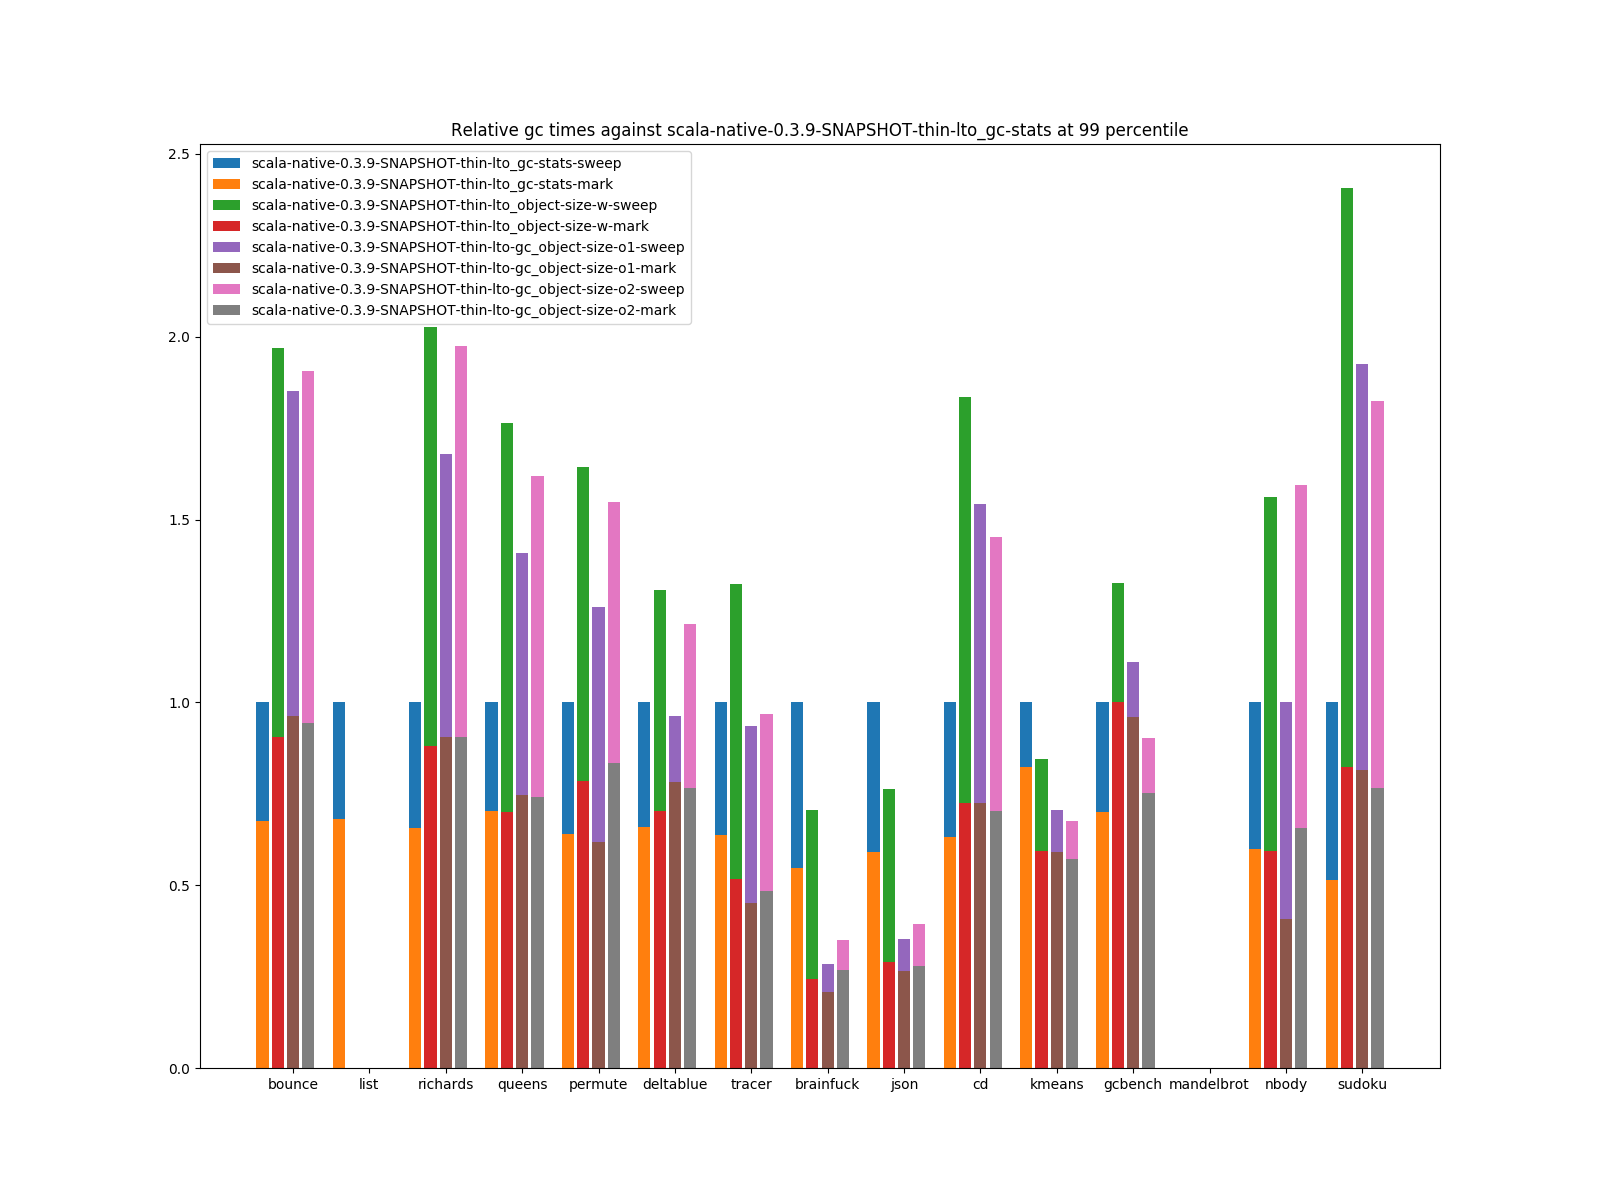 Relative gc times against scala-native-0.3.9-SNAPSHOT-thin-lto_gc-stats at 99 percentile
2.5
2.0
1.5
1.0
0.5
0.0
scala-native-0.3.9-SNAPSHOT-thin-lto_gc-stats-sweep
scala-native-0.3.9-SNAPSHOT-thin-lto_gc-stats-mark
scala-native-0.3.9-SNAPSHOT-thin-lto_object-size-w-sweep
scala-native-0.3.9-SNAPSHOT-thin-lto_object-size-w-mark
scala-native-0.3.9-SNAPSHOT-thin-lto-gc_object-size-o1-sweep
scala-native-0.3.9-SNAPSHOT-thin-lto-gc_object-size-o1-mark
scala-native-0.3.9-SNAPSHOT-thin-lto-gc_object-size-o2-sweep
scala-native-0.3.9-SNAPSHOT-thin-lto-gc_object-size-o2-mark
bounce list richards queens permute deltablue tracer brainfuck json cd kmeans gcbench mandelbrot nbody sudoku